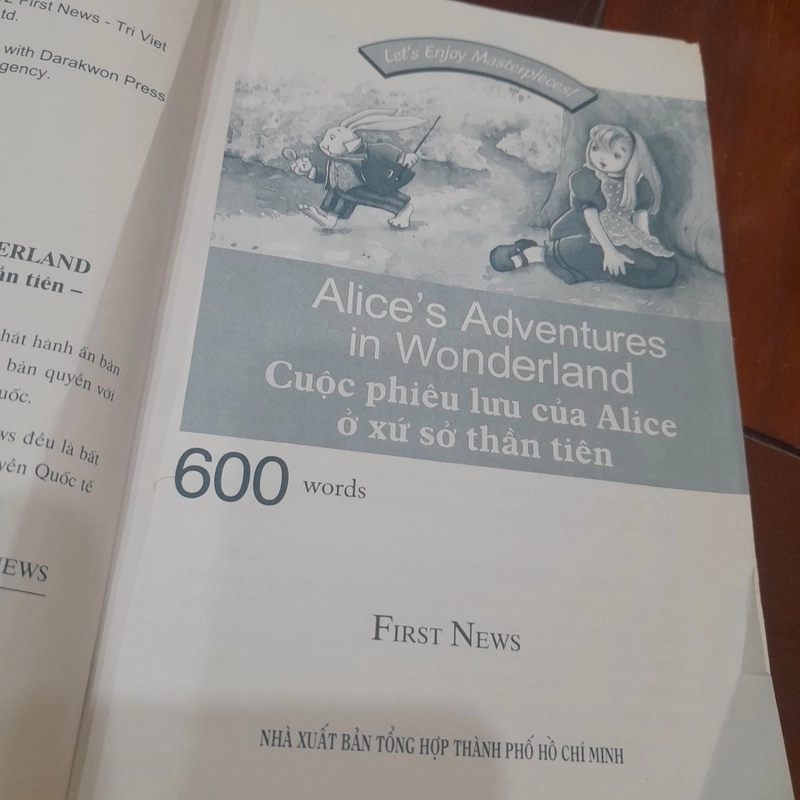 First News - Tri Viet
td.
with Darakwon Press
gency.
ERLAND
ần tiên –
hát hành ấn bản
bản quyền với
uốc.
ws đều là bất
yền Quốc tế
NEWS
Let's Enjoy Masterpieces!
Alice's Adventures
in Wonderland
Cuộc phiêu lưu của Alice
ở xứ sở thần tiên
600 words
FIRST NEWS
NHÀ XUẤT BẢN TỔNG HỢP THÀNH PHỐ HỒ CHÍ MINH